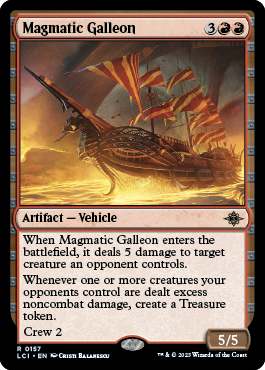 Magmatic Galleon 3
Artifact — Vehicle
When Magmatic Galleon enters the
battlefield, it deals 5 damage to target
creature an opponent controls.
Whenever one or more creatures your
opponents control are dealt excess
noncombat damage, create a Treasure
token.
Crew 2
5/5
R 0157
LCI • EN Cristi Balanescu
™ & © 2023 Wizards of the Coast